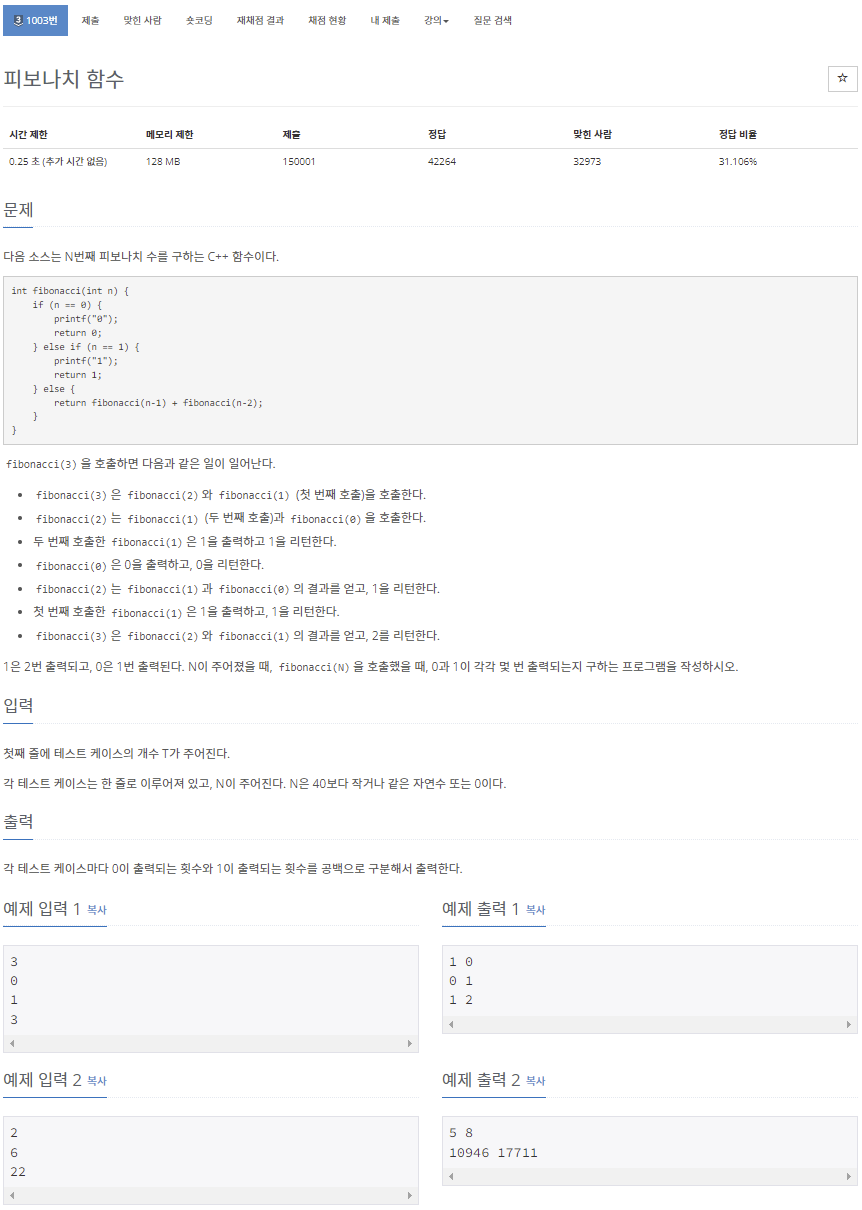 3 1003번 제출 맞힌 사람 숏코딩 재채점 결과 채점 현황 내 제출 강의 질문 검색
피보나치 함수
시간 제한 메모리 제한 제출 정답 맞힌 사람 정답 비율
0.25 초 (추가 시간 없음) 128 MB 150001 42264 32973 31.106%
문제
다음 소스는 N번째 피보나치 수를 구하는 C++ 함수이다.
int fibonacci(int n) {
    if (n == 0) {
        printf("0");
        return 0;
    } else if (n == 1) {
        printf("1");
        return 1;
    } else {
        return fibonacci(n-1) + fibonacci(n-2);
    }
}
fibonacci(3) 을 호출하면 다음과 같은 일이 일어난다.
• fibonacci(3) 은 fibonacci(2) 와 fibonacci(1) (첫 번째 호출)을 호출한다.
• fibonacci(2) 는 fibonacci(1) (두 번째 호출)과 fibonacci(0) 을 호출한다.
• 두 번째 호출한 fibonacci(1) 은 1을 출력하고 1을 리턴한다.
• fibonacci(0) 은 0을 출력하고, 0을 리턴한다.
• fibonacci(2) 는 fibonacci(1) 과 fibonacci(0) 의 결과를 얻고, 1을 리턴한다.
• 첫 번째 호출한 fibonacci(1) 은 1을 출력하고, 1을 리턴한다.
• fibonacci(3) 은 fibonacci(2) 와 fibonacci(1) 의 결과를 얻고, 2를 리턴한다.
1은 2번 출력되고, 0은 1번 출력된다. N이 주어졌을 때, fibonacci(N) 을 호출했을 때, 0과 1이 각각 몇 번 출력되는지 구하는 프로그램을 작성하시오.
입력
첫째 줄에 테스트 케이스의 개수 T가 주어진다.
각 테스트 케이스는 한 줄로 이루어져 있고, N이 주어진다. N은 40보다 작거나 같은 자연수 또는 0이다.
출력
각 테스트 케이스마다 0이 출력되는 횟수와 1이 출력되는 횟수를 공백으로 구분해서 출력한다.
예제 입력 1 복사
3
0
1
3
예제 출력 1 복사
1 0
0 1
1 2
예제 입력 2 복사
2
6
22
예제 출력 2 복사
5 8
10946 17711